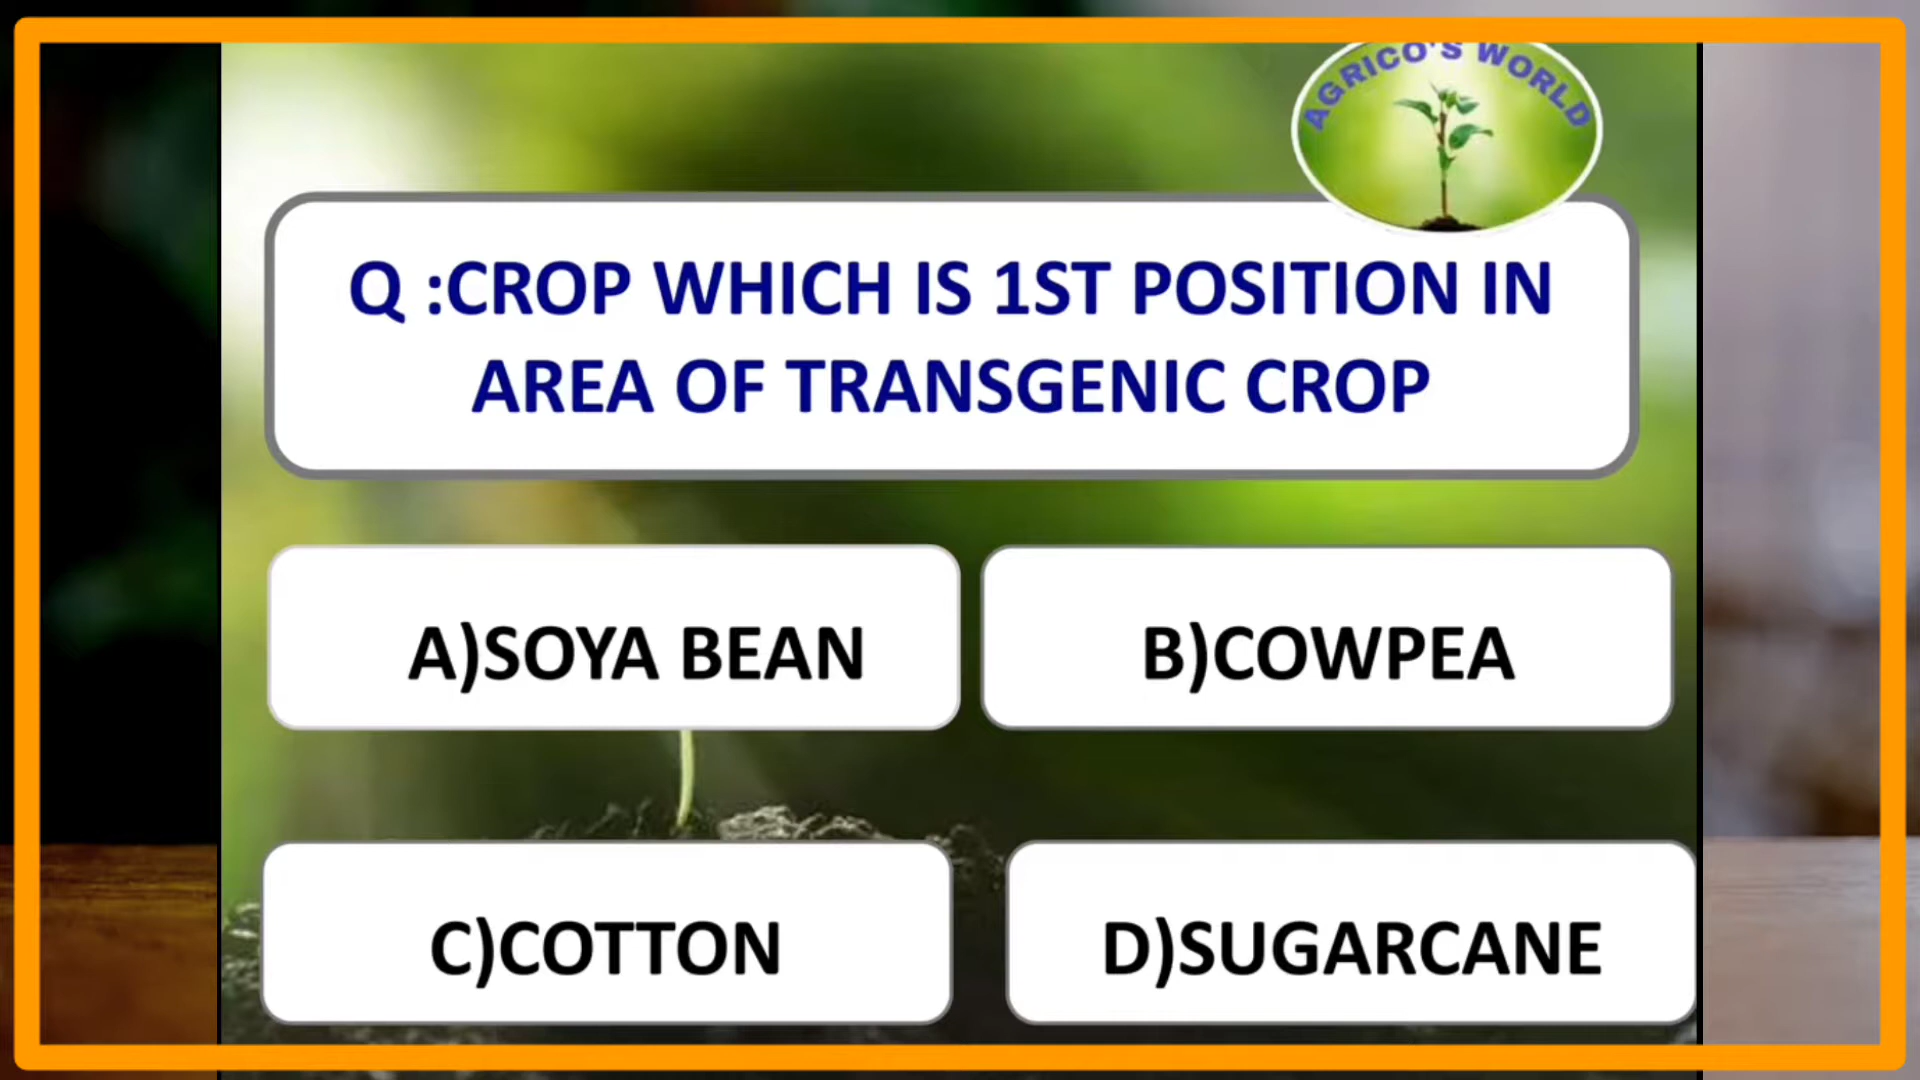 AGRICO'S WORLD
Q :CROP WHICH IS 1ST POSITION IN
AREA OF TRANSGENIC CROP
A)SOYA BEAN
B)COWPEA
C)COTTON
D)SUGARCANE